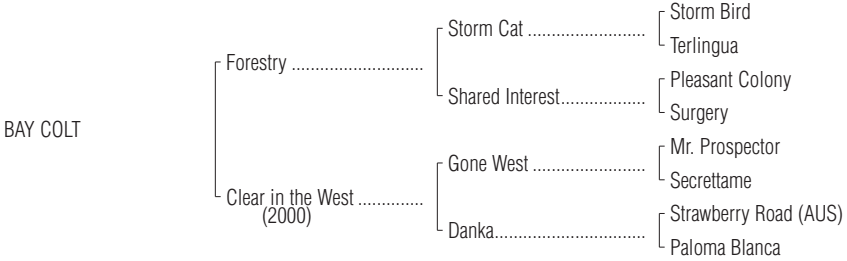 Storm Bird
Storm Cat .........................
Terlingua
Forestry ............................
Pleasant Colony
Shared Interest..................
Surgery
BAY COLT
Mr. Prospector
Gone West ........................
Secrettame
Clear in the West ..............
(2000)
Strawberry Road (AUS)
Danka................................
Paloma Blanca